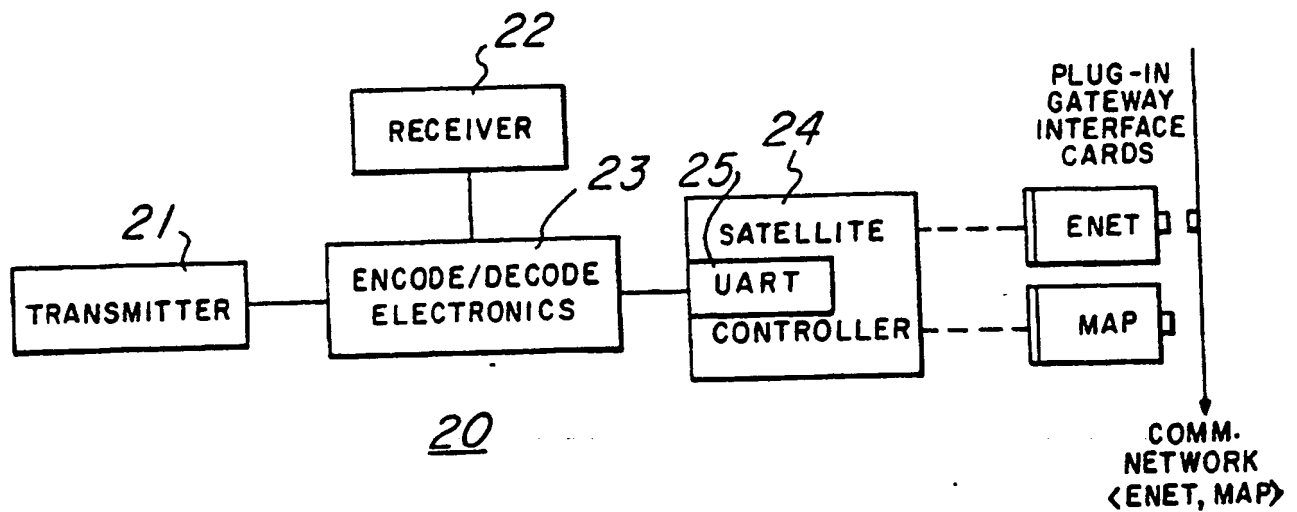 22
RECEIVER
PLUG-IN
GATEWAY
INTERFACE
CARDS
21
TRANSMITTER
23
ENCODE/DECODE
ELECTRONICS
25
24
SATELLITE
UART
CONTROLLER
ENET
MAP
20
COMM.
NETWORK
<ENET, MAP>